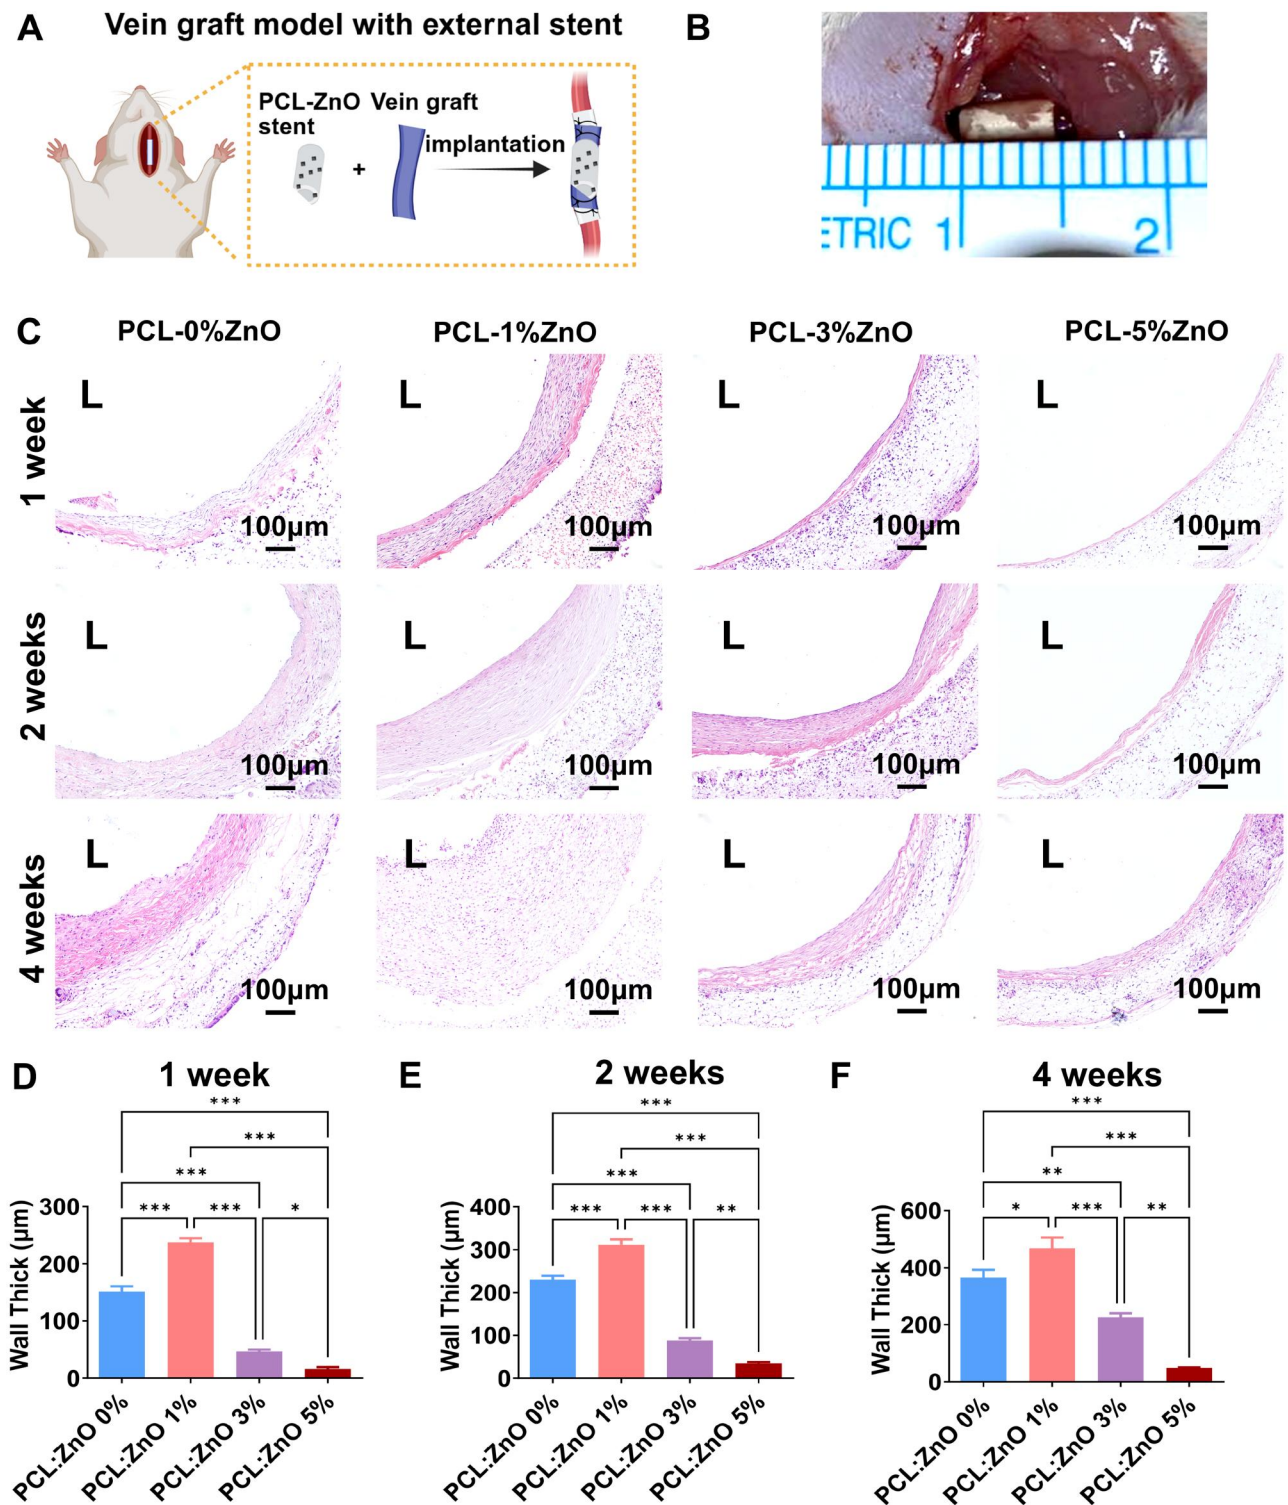 A
Vein graft model with external stent
PCL-ZnO
stent
Vein graft
+
implantation
B
ETRIC 1 2
C
PCL-0%ZnO
PCL-1%ZnO
PCL-3%ZnO
PCL-5%ZnO
1 week
L
100μm
L
100μm
L
100μm
L
100μm
2 weeks
L
100μm
L
100μm
L
100μm
L
100μm
4 weeks
L
100μm
L
100μm
L
100μm
L
100μm
D
1 week
***
***
***
*** *** *
Wall Thick (μm)
300
200
100
0
PCL:ZnO 0%
PCL:ZnO 1%
PCL:ZnO 3%
PCL:ZnO 5%
E
2 weeks
***
***
***
*** *** **
Wall Thick (μm)
400
300
200
100
0
PCL:ZnO 0%
PCL:ZnO 1%
PCL:ZnO 3%
PCL:ZnO 5%
F
4 weeks
***
***
**
* *** **
Wall Thick (μm)
600
400
200
0
PCL:ZnO 0%
PCL:ZnO 1%
PCL:ZnO 3%
PCL:ZnO 5%